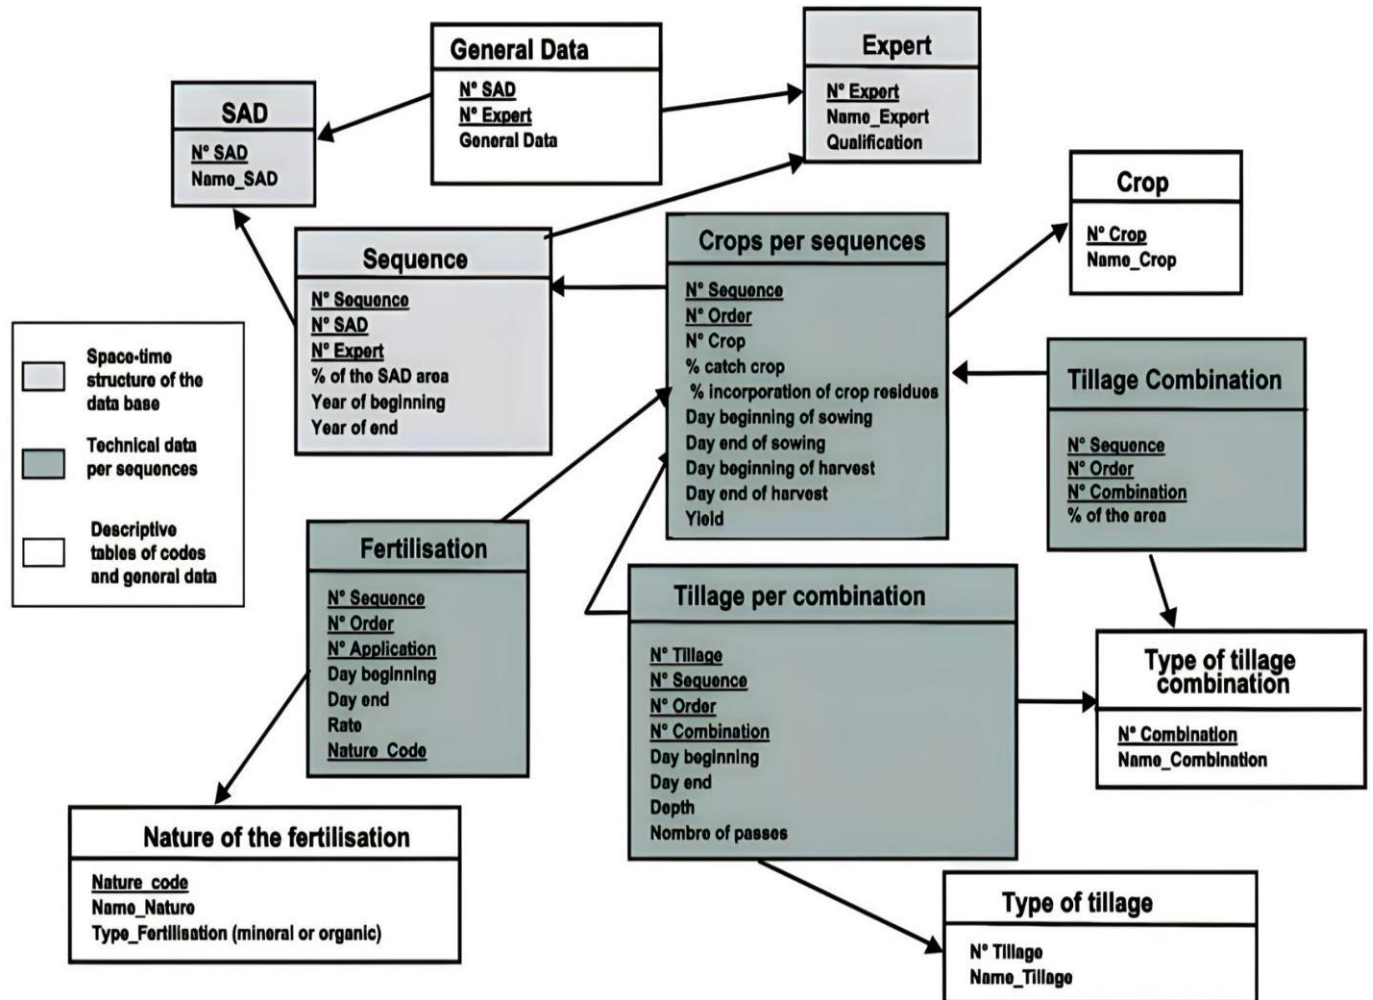 General Data
N° SAD
N° Expert
General Data
Expert
N° Expert
Name_Expert
Qualification
SAD
N° SAD
Name_SAD
Crop
N° Crop
Name_Crop
Sequence
N° Sequence
N° SAD
N° Expert
% of the SAD area
Year of beginning
Year of end
Crops per sequences
N° Sequence
N° Order
N° Crop
% catch crop
% incorporation of crop residues
Day beginning of sowing
Day end of sowing
Day beginning of harvest
Day end of harvest
Yield
Space-time
structure of the
data base
Technical data
per sequences
Descriptive
tables of codes
and general data
Tillage Combination
N° Sequence
N° Order
N° Combination
% of the area
Fertilisation
N° Sequence
N° Order
N° Application
Day beginning
Day end
Rate
Nature_Code
Tillage per combination
N° Tillage
N° Sequence
N° Order
N° Combination
Day beginning
Day end
Depth
Nombre of passes
Type of tillage
combination
N° Combination
Name_Combination
Nature of the fertilisation
Nature_code
Name_Nature
Type_Fertilisation (mineral or organic)
Type of tillage
N° Tillage
Name_Tillage